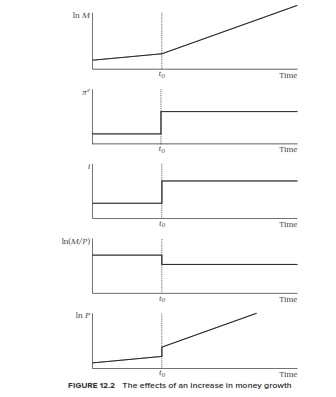 ln M
t0
Time
πe
t0
Time
i
t0
Time
ln(M/P)
t0
Time
ln P
t0
Time
FIGURE 12.2 The effects of an increase in money growth